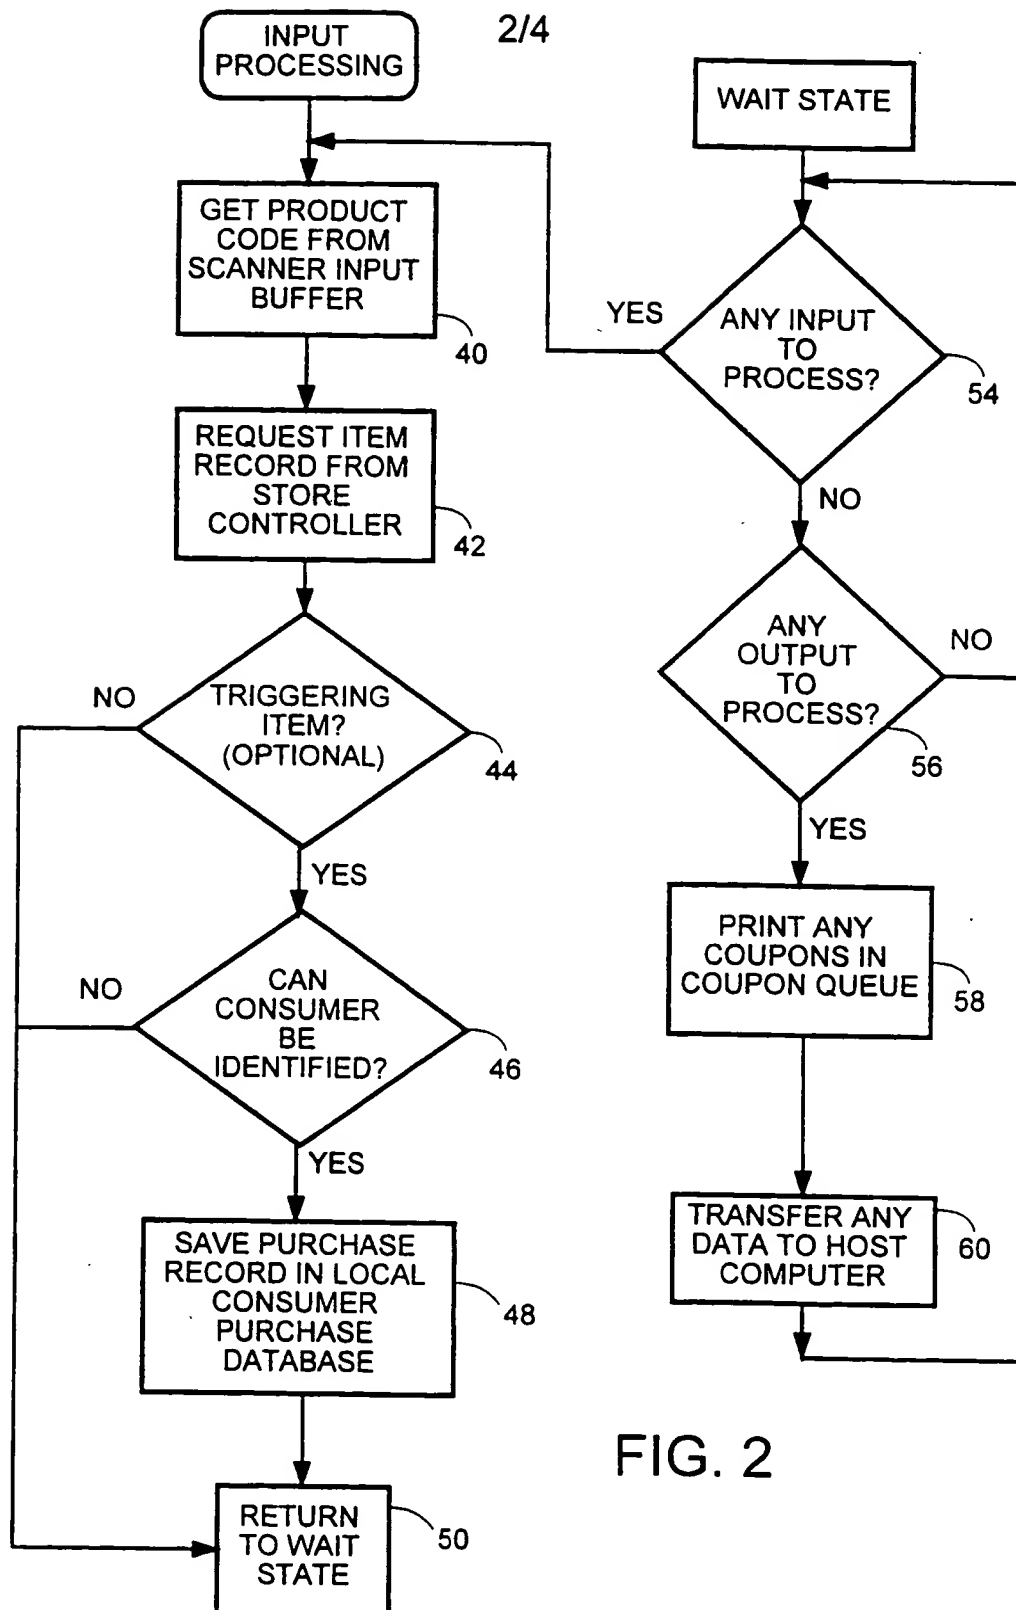 2/4
INPUT
PROCESSING
GET PRODUCT
CODE FROM
SCANNER INPUT
BUFFER
40
REQUEST ITEM
RECORD FROM
STORE
CONTROLLER
42
TRIGGERING
ITEM?
(OPTIONAL)
44
NO
YES
CAN
CONSUMER
BE
IDENTIFIED?
46
NO
YES
SAVE PURCHASE
RECORD IN LOCAL
CONSUMER
PURCHASE
DATABASE
48
RETURN
TO WAIT
STATE
50
WAIT STATE
ANY INPUT
TO
PROCESS?
54
YES
NO
ANY
OUTPUT
TO
PROCESS?
56
NO
YES
PRINT ANY
COUPONS IN
COUPON QUEUE
58
TRANSFER ANY
DATA TO HOST
COMPUTER
60
FIG. 2